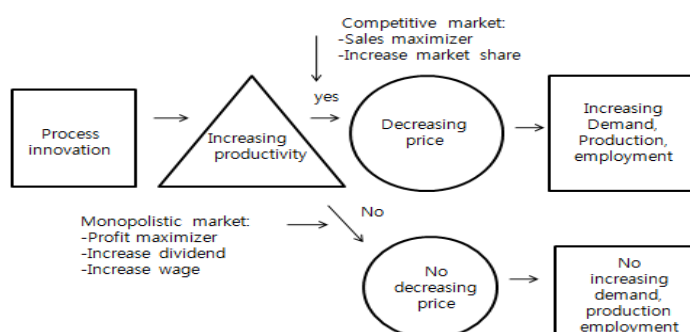 Competitive market:
-Sales maximizer
-Increase market share
Process
innovation
Increasing
productivity
yes
Decreasing
price
Increasing
Demand,
Production,
employment
Monopolistic market:
-Profit maximizer
-Increase dividend
-Increase wage
No
No
decreasing
price
No
increasing
demand,
production
employment